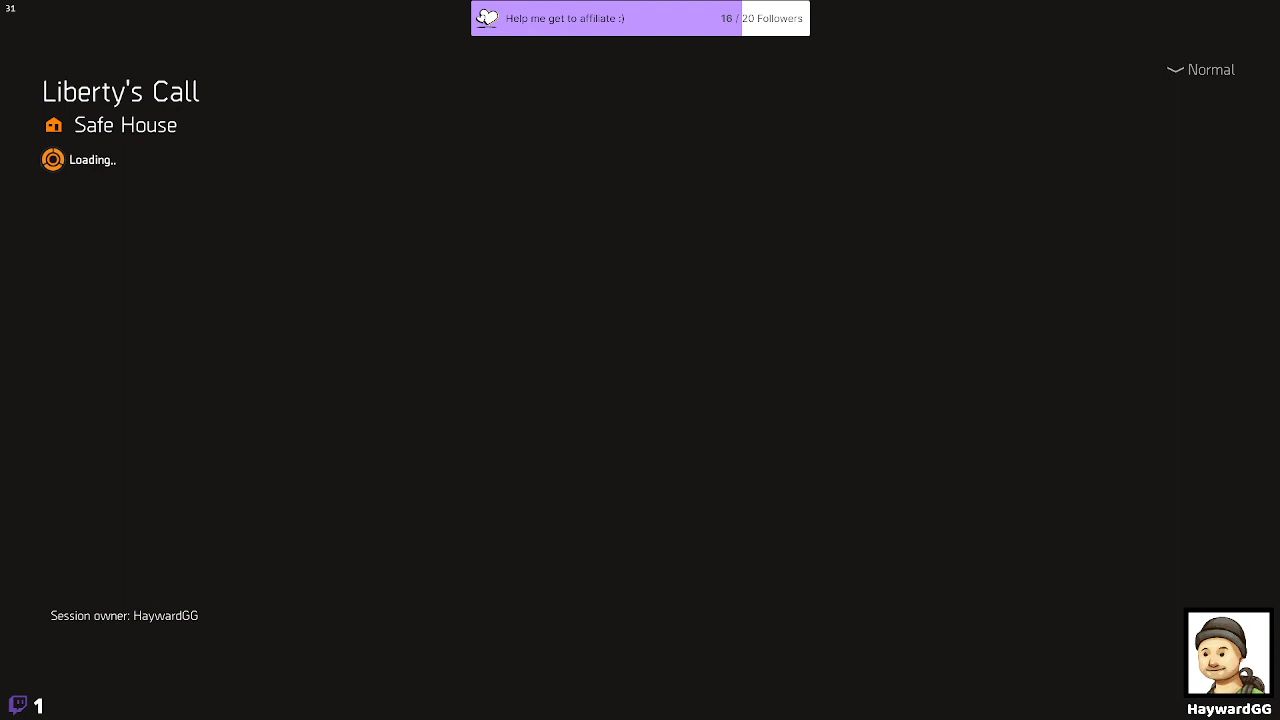 31
Help me get to affiliate :) 16 / 20 Followers
Normal
Liberty's Call
Safe House
Loading..
Session owner: HaywardGG
1
HaywardGG